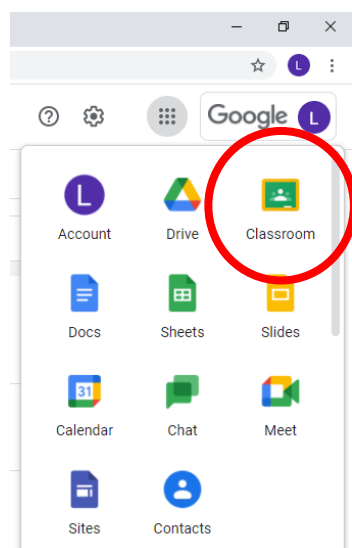 L
Google L
L
Account Drive Classroom
Docs Sheets Slides
31
Calendar Chat Meet
Sites Contacts